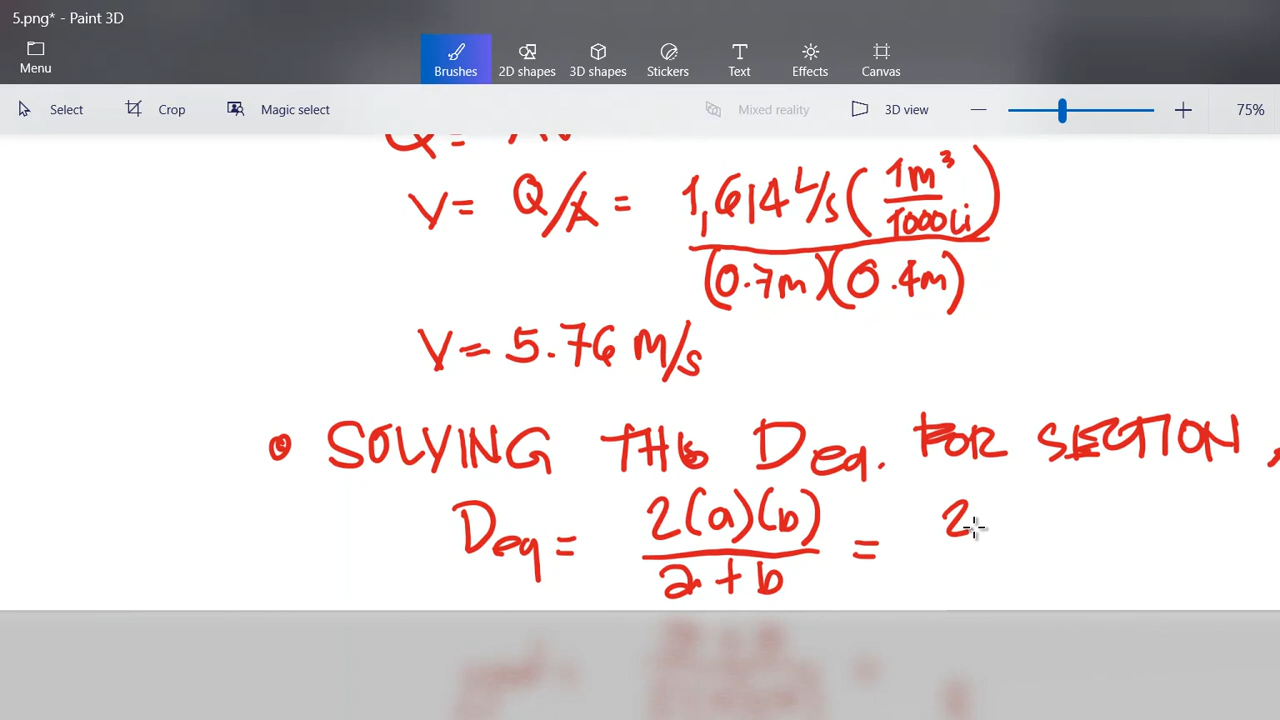 5.png* - Paint 3D
Menu
Brushes
2D shapes
3D shapes
Stickers
Text
Effects
Canvas
Select
Crop
Magic select
Mixed reality
3D view
75%
V = Q/A = 1,614 L/s (1m³/1000Li) / (0.7m)(0.4m)
V = 5.76 m/s
• SOLVING THE Deq. FOR SECTION
Deq = 2(a)(b) / a + b = 2